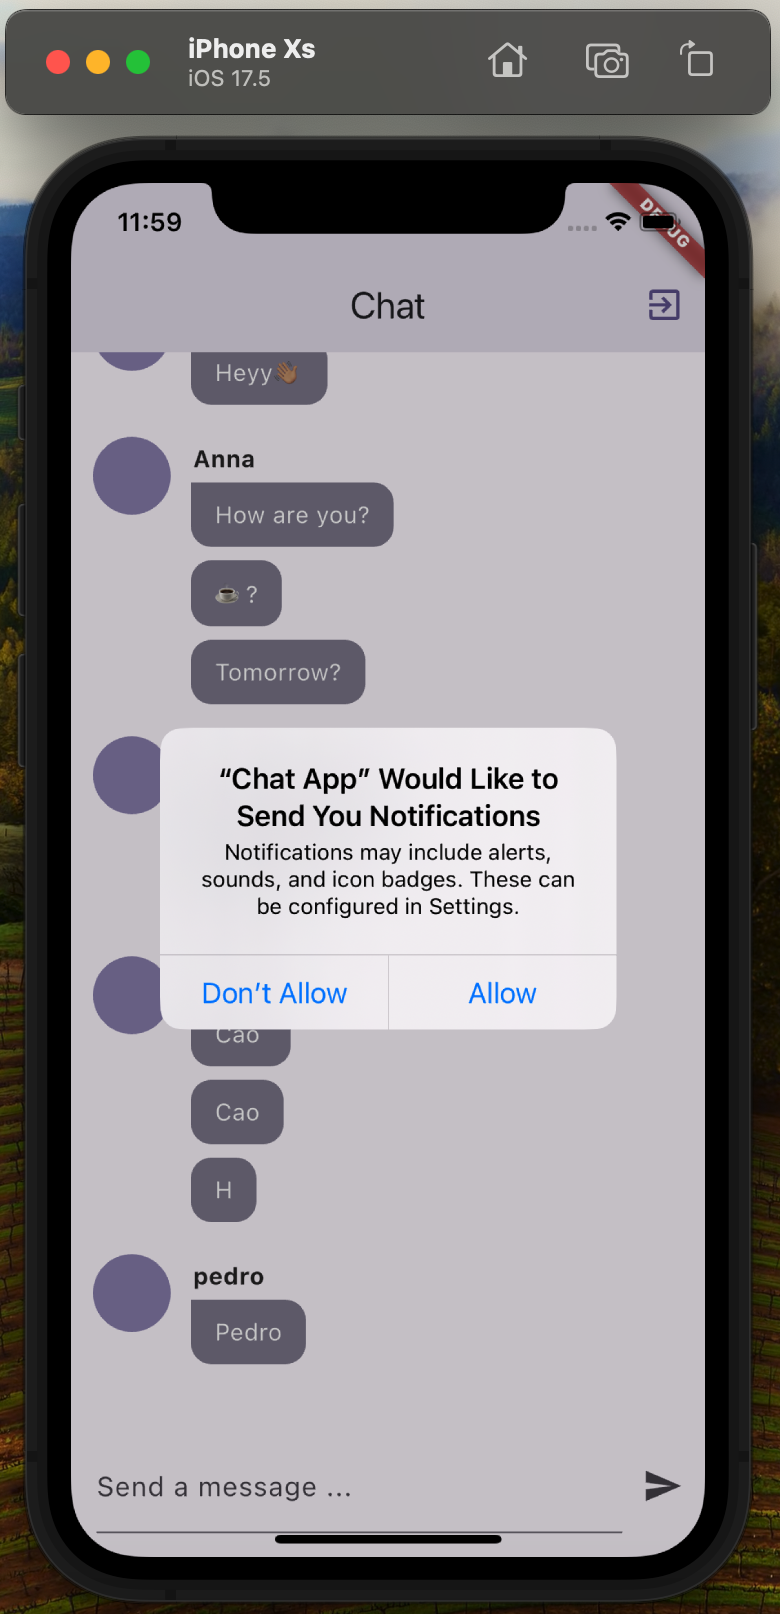 iPhone Xs
iOS 17.5
11:59
DEBUG
Chat
Heyy👋🏾
Anna
How are you?
☕ ?
Tomorrow?
“Chat App” Would Like to
Send You Notifications
Notifications may include alerts,
sounds, and icon badges. These can
be configured in Settings.
Don’t Allow
Allow
Cao
Cao
H
pedro
Pedro
Send a message ...